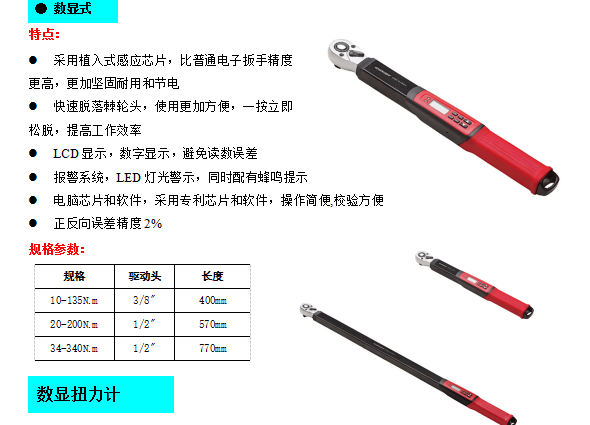 ● 数显式
特点：
● 采用植入式感应芯片，比普通电子扳手精度
更高，更加坚固耐用和节电
● 快速脱落棘轮头，使用更加方便，一按立即
松脱，提高工作效率
● LCD 显示，数字显示，避免读数误差
● 报警系统，LED 灯光警示，同时配有蜂鸣提示
● 电脑芯片和软件，采用专利芯片和软件，操作简便,校验方便
● 正反向误差精度 2%
规格参数：
规格 驱动头 长度
10-135N.m 3/8″ 400mm
20-200N.m 1/2″ 570mm
34-340N.m 1/2″ 770mm
数显扭力计